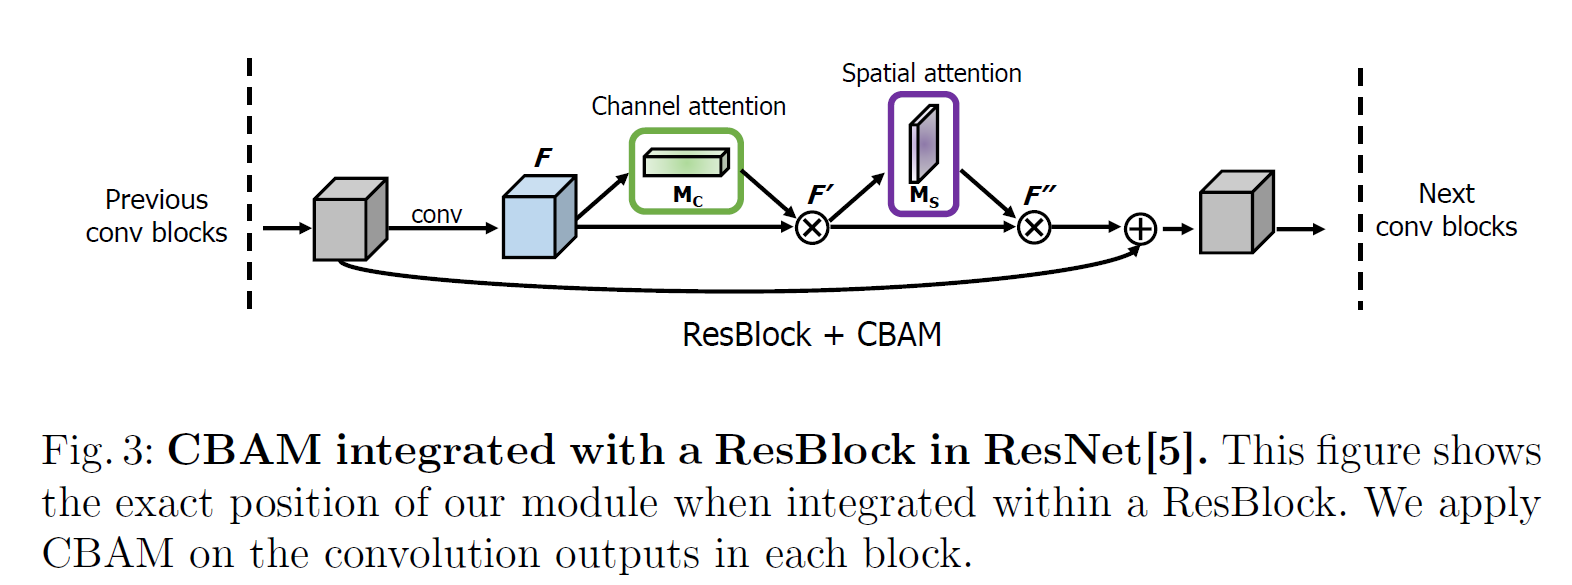 Spatial attention
Channel attention
F
M_C
F′
M_S
F″
Previous
conv blocks
conv
Next
conv blocks
ResBlock + CBAM
Fig. 3: CBAM integrated with a ResBlock in ResNet[5]. This figure shows
the exact position of our module when integrated within a ResBlock. We apply
CBAM on the convolution outputs in each block.